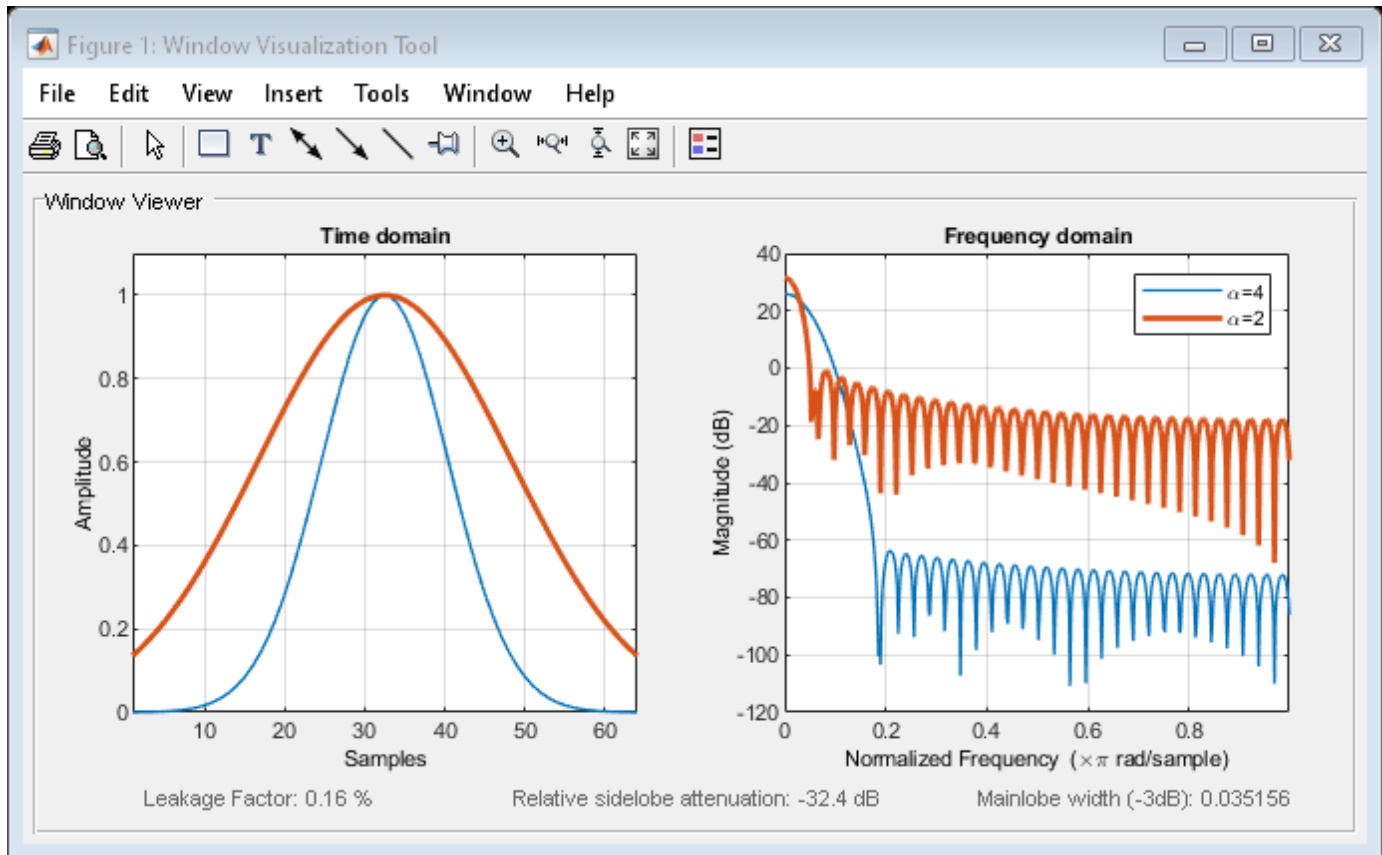 Figure 1: Window Visualization Tool
File Edit View Insert Tools Window Help
T
Window Viewer
Time domain
1
0.8
0.6
0.4
0.2
0
10 20 30 40 50 60
Amplitude
Samples
Frequency domain
40
20
0
-20
-40
-60
-80
-100
-120
0 0.2 0.4 0.6 0.8
Magnitude (dB)
Normalized Frequency (×π rad/sample)
α=4
α=2
Leakage Factor: 0.16 % Relative sidelobe attenuation: -32.4 dB Mainlobe width (-3dB): 0.035156